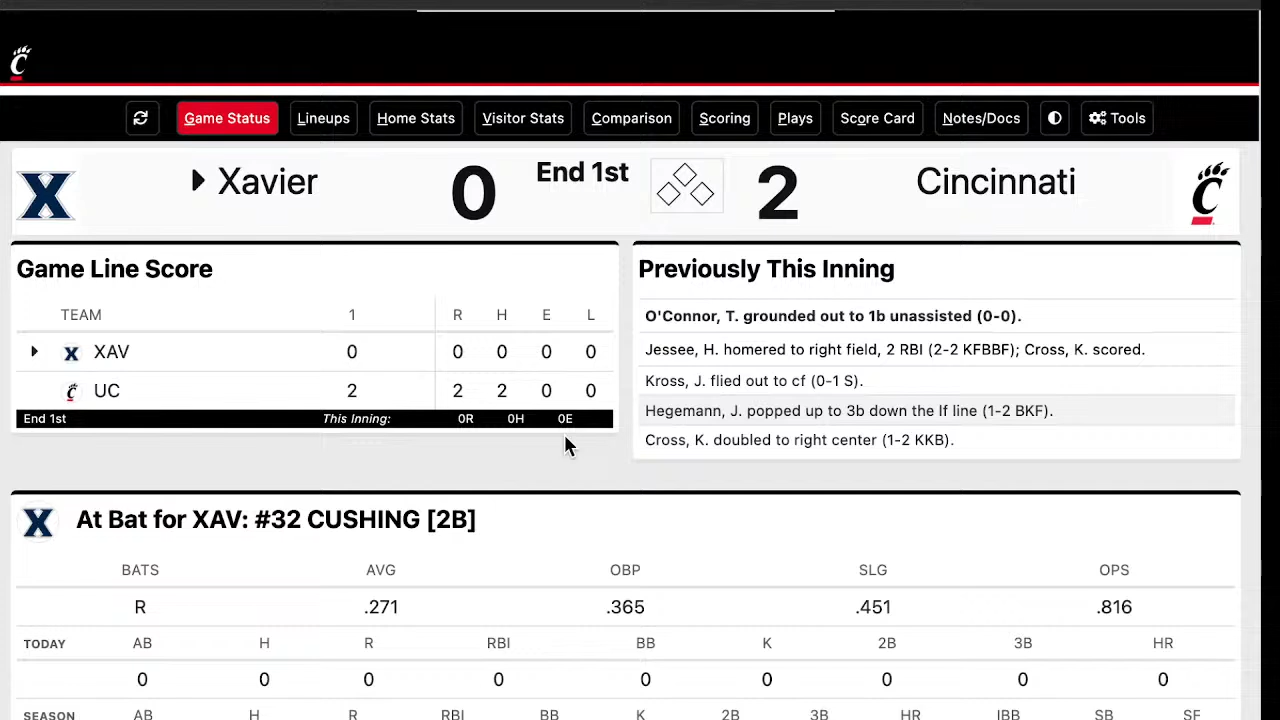 Game Status Lineups Home Stats Visitor Stats Comparison Scoring Plays Score Card Notes/Docs Tools
Xavier 0 End 1st 2 Cincinnati
Game Line Score
TEAM 1 R H E L
XAV 0 0 0 0 0
UC 2 2 2 0 0
End 1st This Inning: 0R 0H 0E
Previously This Inning
O'Connor, T. grounded out to 1b unassisted (0-0).
Jessee, H. homered to right field, 2 RBI (2-2 KFBBF); Cross, K. scored.
Kross, J. flied out to cf (0-1 S).
Hegemann, J. popped up to 3b down the lf line (1-2 BKF).
Cross, K. doubled to right center (1-2 KKB).
At Bat for XAV: #32 CUSHING [2B]
BATS AVG OBP SLG OPS
R .271 .365 .451 .816
TODAY AB H R RBI BB K 2B 3B HR
0 0 0 0 0 0 0 0 0
SEASON AB H R RBI BB K 2B 3B HR IBB SB SF